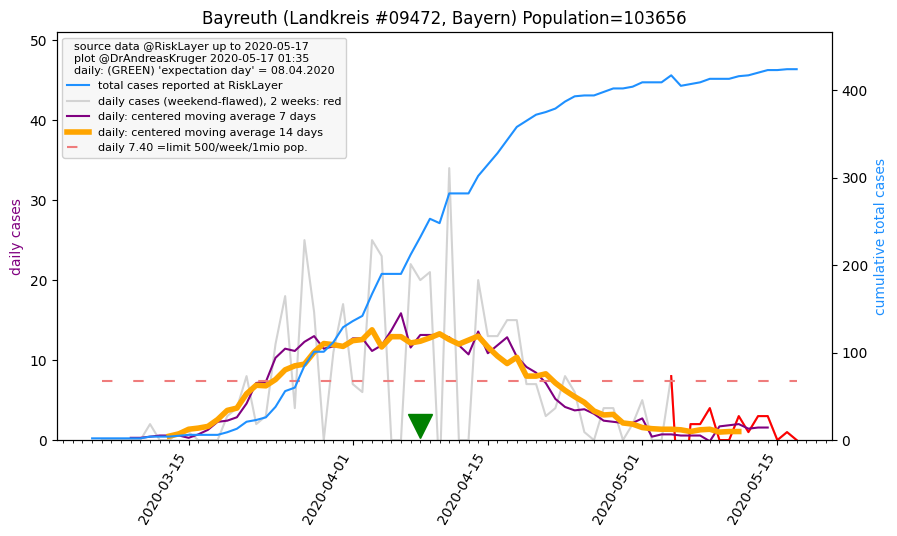 Bayreuth (Landkreis #09472, Bayern) Population=103656
source data @RiskLayer up to 2020-05-17
plot @DrAndreasKruger 2020-05-17 01:35
daily: (GREEN) 'expectation day' = 08.04.2020
total cases reported at RiskLayer
daily cases (weekend-flawed), 2 weeks: red
daily: centered moving average 7 days
daily: centered moving average 14 days
daily 7.40 =limit 500/week/1mio pop.
daily cases
50
40
30
20
10
0
cumulative total cases
400
300
200
100
0
2020-03-15
2020-04-01
2020-04-15
2020-05-01
2020-05-15